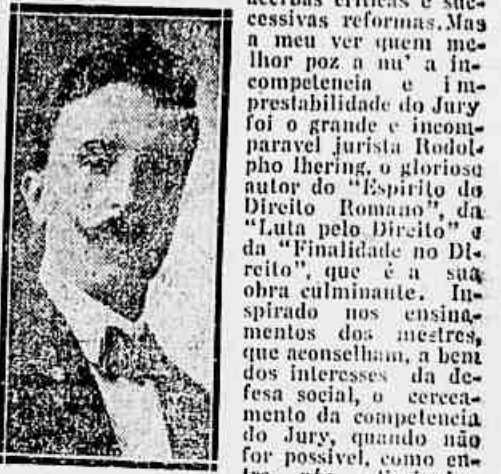 acerbas criticas e suc-
cessivas reformas. Mas
a meu ver quem me-
lhor poz a nu' a in-
competencia e im-
prestabilidade do Jury
foi o grande e incom-
paravel jurista Rodol-
pho Ihering, o glorioso
autor do "Espirito do
Direito Romano", da
"Luta pelo Direito" e
da "Finalidade no Di-
reito", que é a sua
obra culminante. In-
spirado nos ensina-
mentos dos mestres,
que aconselham, a bem
dos interesses da de-
fesa social, o cercea-
mento da competencia
do Jury, quando não
for possivel, como en-